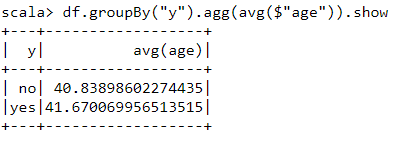 scala> df.groupBy("y").agg(avg($"age")).show
+---+------------------+
|  y|          avg(age)|
+---+------------------+
| no| 40.83898602274435|
|yes|41.670069956513515|
+---+------------------+